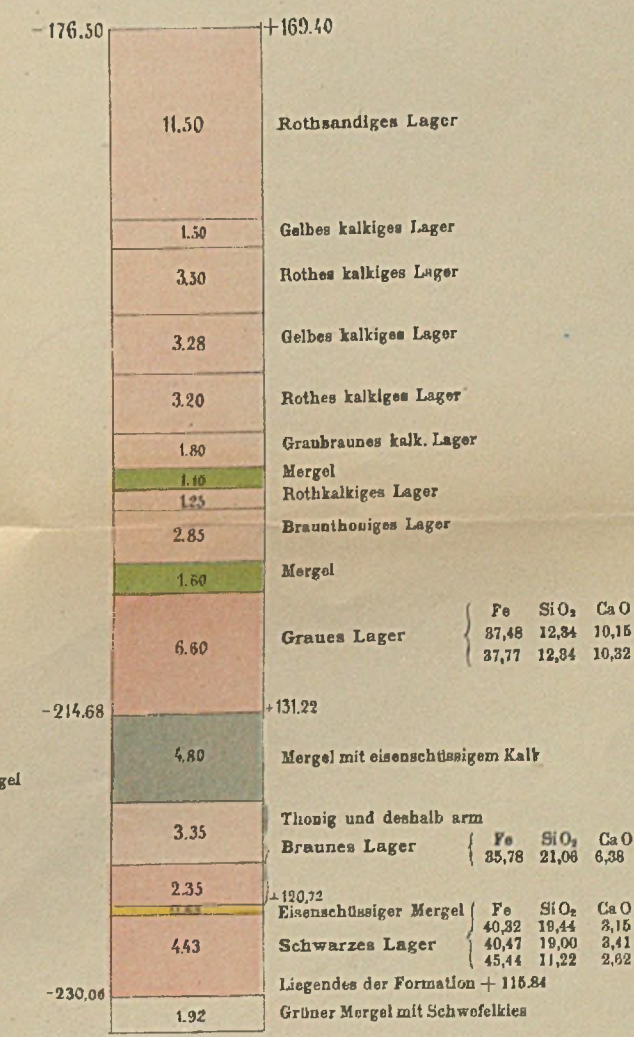 -176.50 +169.40
11.50 Rothsandiges Lager
1.50 Gelbes kalkiges Lager
3.30 Rothes kalkiges Lager
3.28 Gelbes kalkiges Lager
3.20 Rothes kalkiges Lager
1.80 Graubraunes kalk. Lager
1.10 Mergel
1.25 Rothkalkiges Lager
2.85 Braunthoniges Lager
1.60 Mergel
Fe SiO₂ CaO
6.60 Graues Lager 37,48 12,34 10,15
37,77 12,84 10,32
-214.68 +131.22
4.80 Mergel mit eisenschüssigem Kalk
gel
3.35 Thonig und deshalb arm
Braunes Lager Fe SiO₂ CaO
35,78 21,06 6,38
2.35 +120,72
Eisenschüssiger Mergel Fe SiO₂ CaO
40,32 19,44 3,15
4.43 Schwarzes Lager 40,47 19,00 3,41
45,44 11,22 2,62
-230,06 Liegendes der Formation + 115.84
1.92 Grüner Mergel mit Schwefelkies